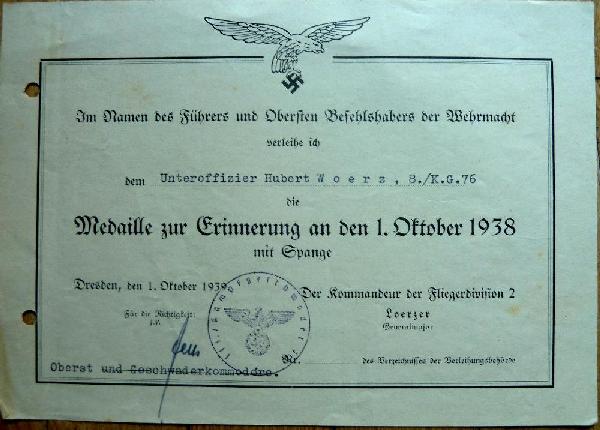 Im Namen des Führers und Obersten Befehlshabers der Wehrmacht
verleihe ich
dem Unteroffizier Hubert W o e r z , 8./K.G.76
die
Medaille zur Erinnerung an den 1. Oktober 1938
mit Spange
Dresden, den 1. Oktober 1939
Der Kommandeur der Fliegerdivision 2
Für die Richtigkeit:
Loerzer
Generalmajor
Nr. des Verzeichnisses der Verleihungsbehörde
Oberst und Geschwaderkommodore.